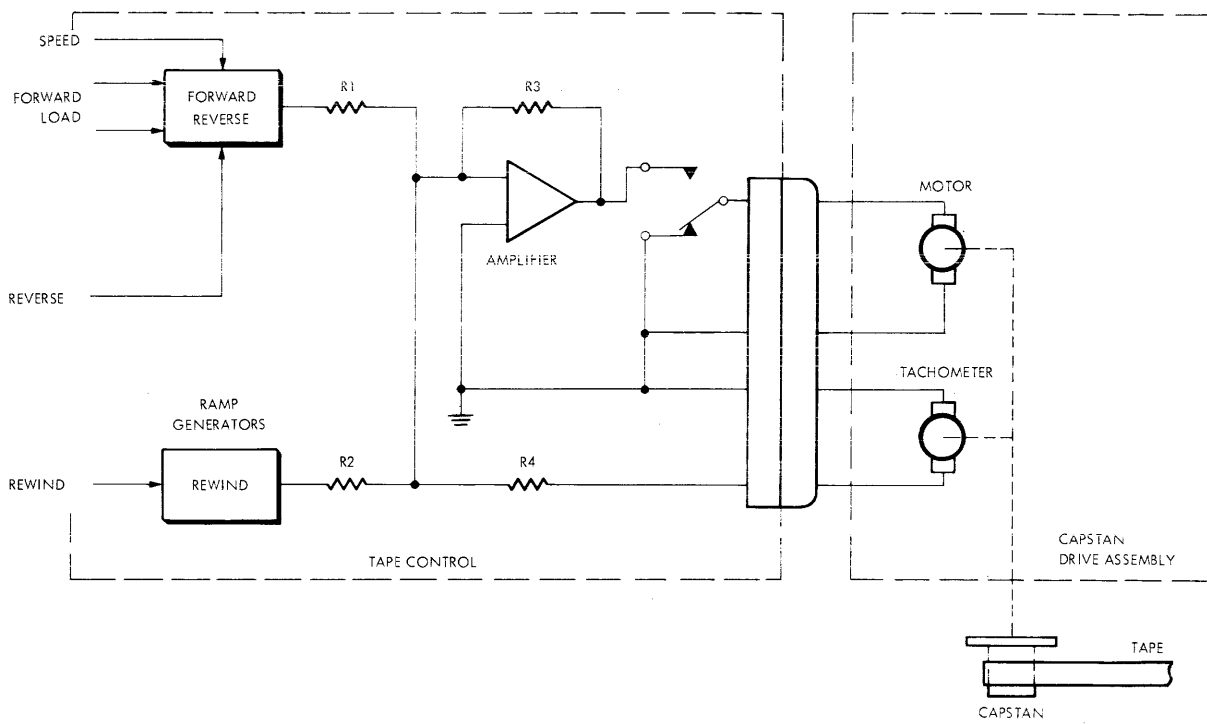 SPEED
FORWARD
LOAD
FORWARD
REVERSE
R1
R3
AMPLIFIER
MOTOR
REVERSE
TACHOMETER
RAMP
GENERATORS
REWIND
REWIND
R2
R4
TAPE CONTROL
CAPSTAN
DRIVE ASSEMBLY
TAPE
CAPSTAN